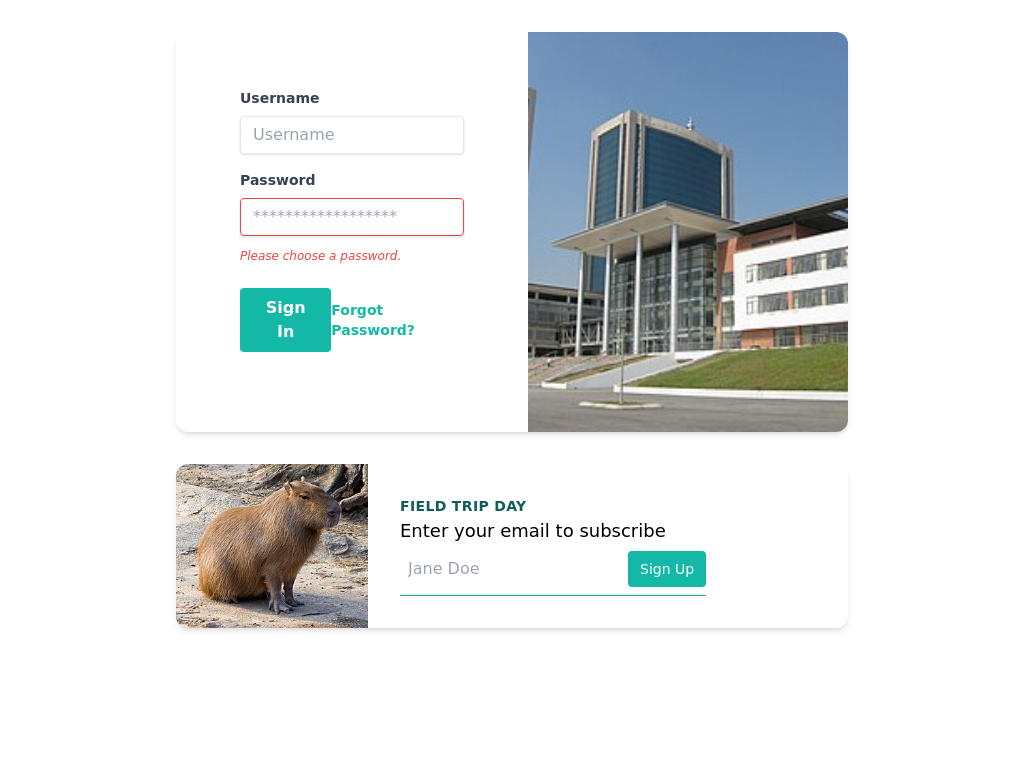 Username
Username
Password
******************
Please choose a password.
Sign
In
Forgot
Password?
FIELD TRIP DAY
Enter your email to subscribe
Jane Doe
Sign Up